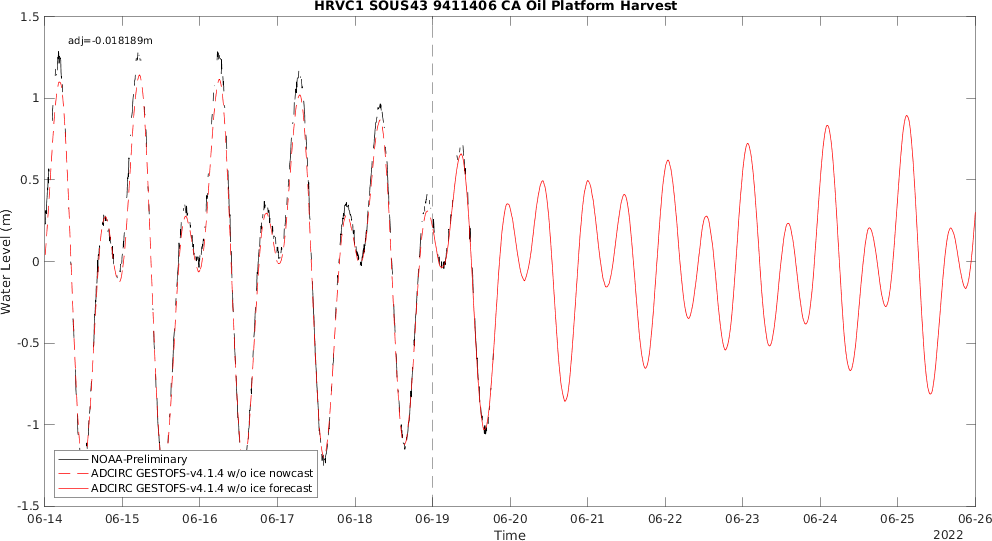 HRVC1 SOUS43 9411406 CA Oil Platform Harvest
adj=-0.018189m
1.5
1
0.5
0
-0.5
-1
-1.5
Water Level (m)
NOAA-Preliminary
ADCIRC GESTOFS-v4.1.4 w/o ice nowcast
ADCIRC GESTOFS-v4.1.4 w/o ice forecast
06-14 06-15 06-16 06-17 06-18 06-19 06-20 06-21 06-22 06-23 06-24 06-25 06-26
Time
2022